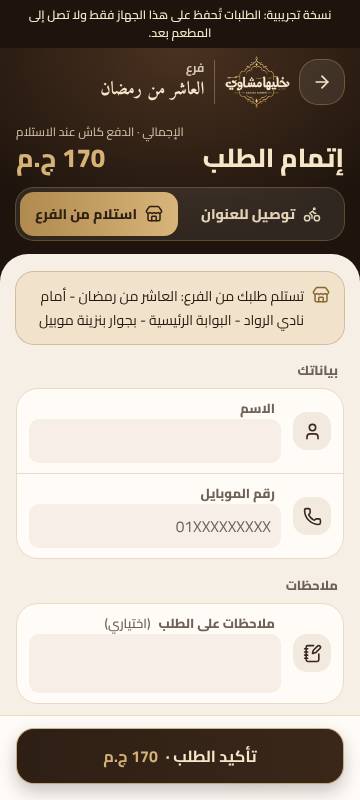 نسخة تجريبية: الطلبات تُحفظ على هذا الجهاز فقط ولا تصل إلى
المطعم بعد.
خليها مشاوي
فرع
العاشر من رمضان
الإجمالي · الدفع كاش عند الاستلام
إتمام الطلب
170 ج.م
توصيل للعنوان
استلام من الفرع
تستلم طلبك من الفرع: العاشر من رمضان - أمام
نادي الرواد - البوابة الرئيسية - بجوار بنزينة موبيل
بياناتك
الاسم
رقم الموبايل
01XXXXXXXXX
ملاحظات
ملاحظات على الطلب (اختياري)
تأكيد الطلب · 170 ج.م